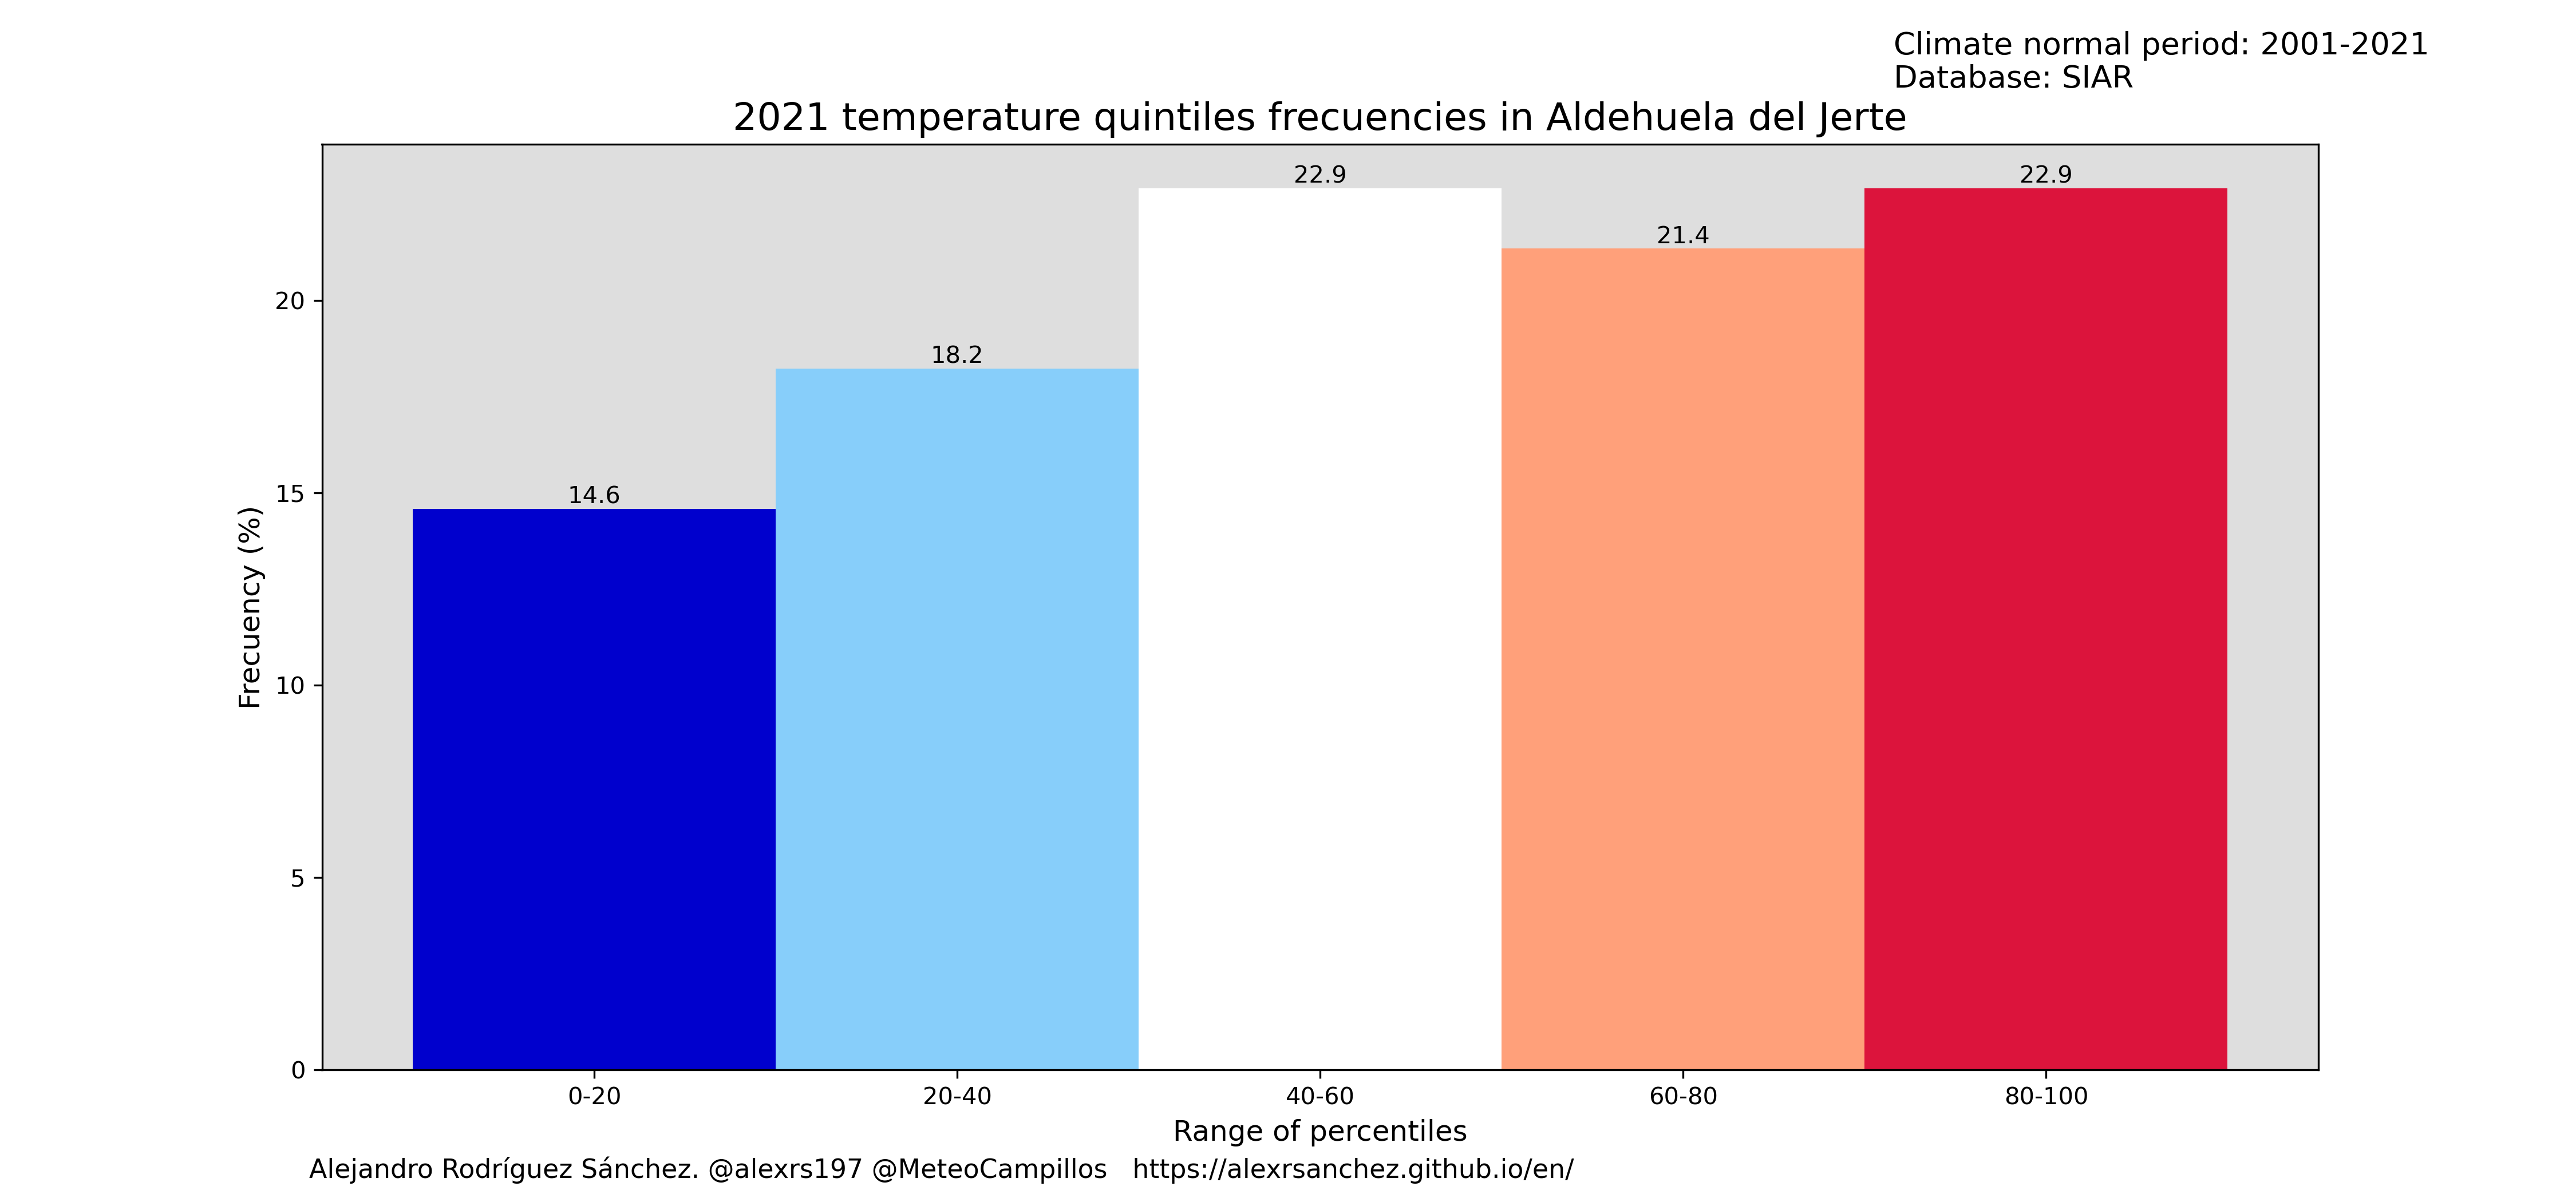 Climate normal period: 2001-2021
Database: SIAR
2021 temperature quintiles frecuencies in Aldehuela del Jerte
22.9
22.9
21.4
20
18.2
15
14.6
Frecuency (%)
10
5
0
0-20
20-40
40-60
60-80
80-100
Range of percentiles
Alejandro Rodríguez Sánchez. @alexrs197 @MeteoCampillos https://alexrsanchez.github.io/en/